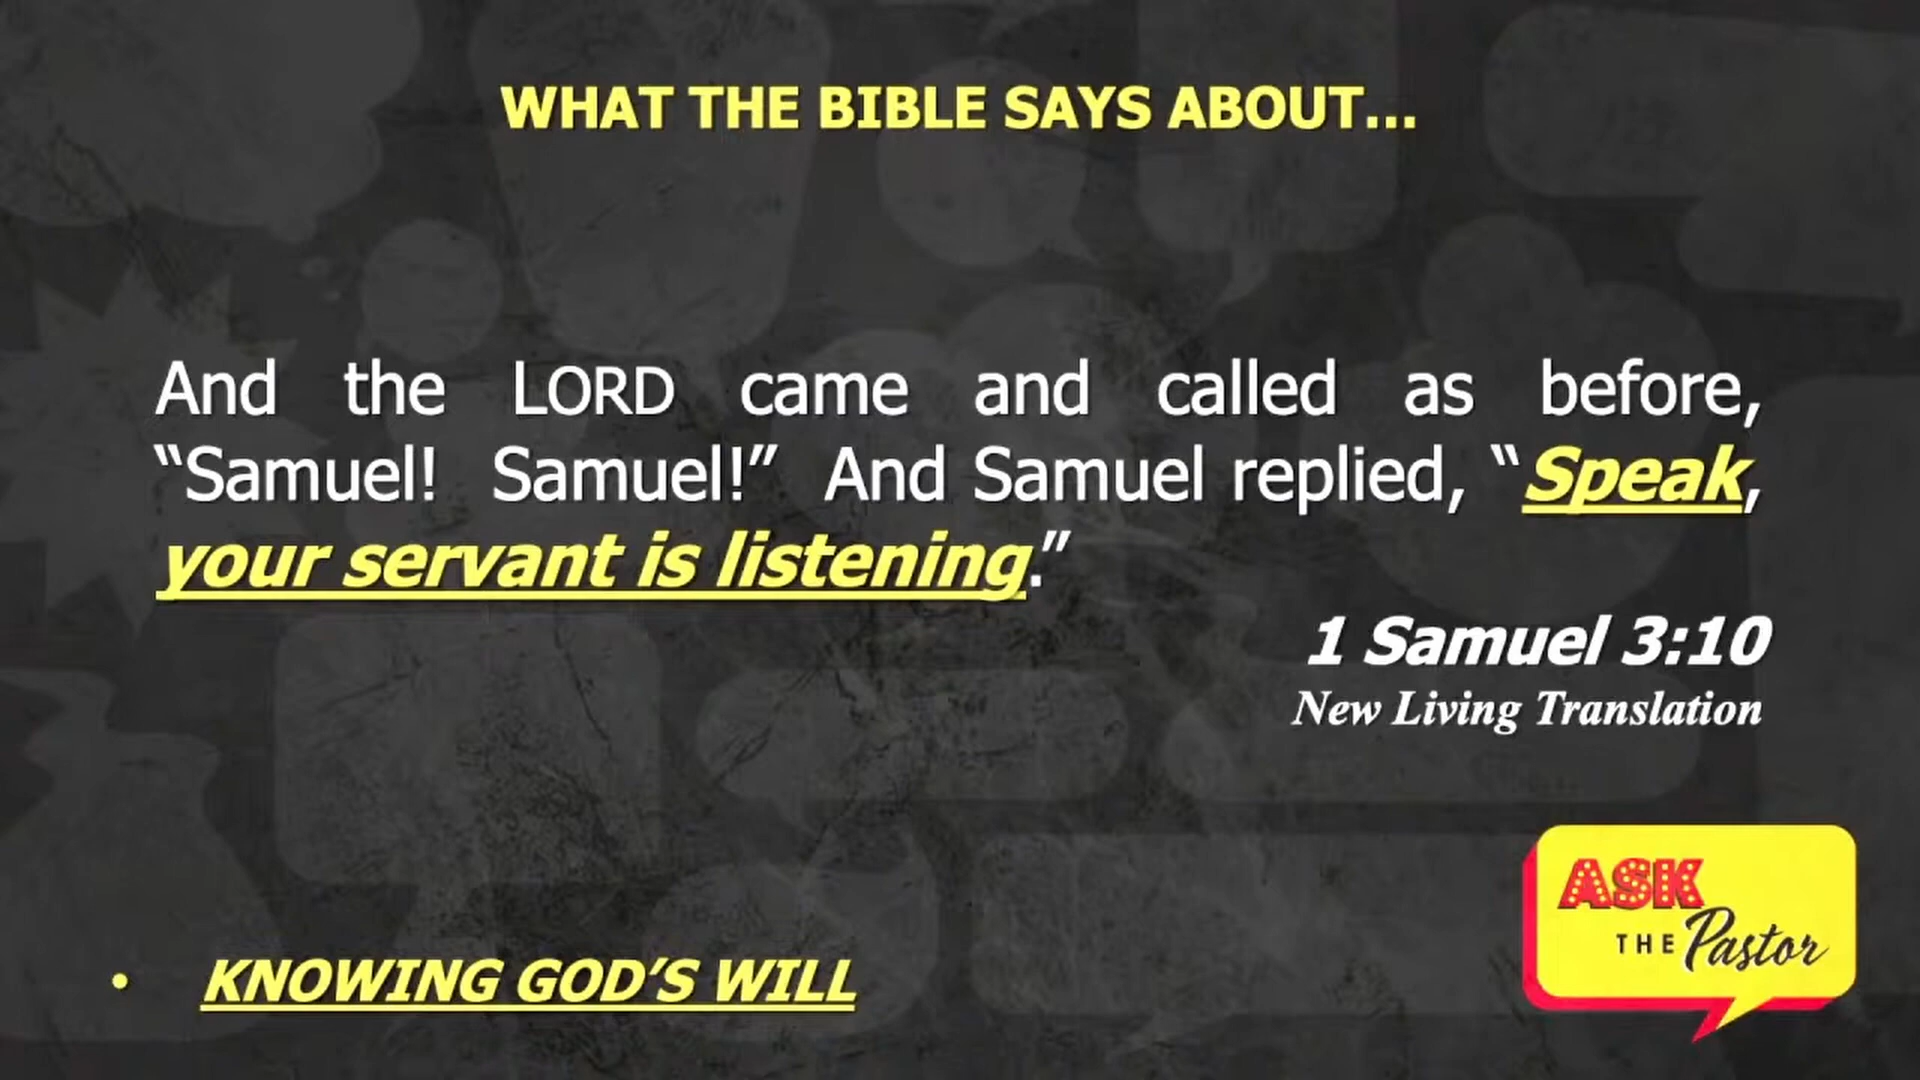 WHAT THE BIBLE SAYS ABOUT...
And the LORD came and called as before,
“Samuel! Samuel!” And Samuel replied, “Speak,
your servant is listening.”
1 Samuel 3:10
New Living Translation
• KNOWING GOD’S WILL
ASK
THE Pastor